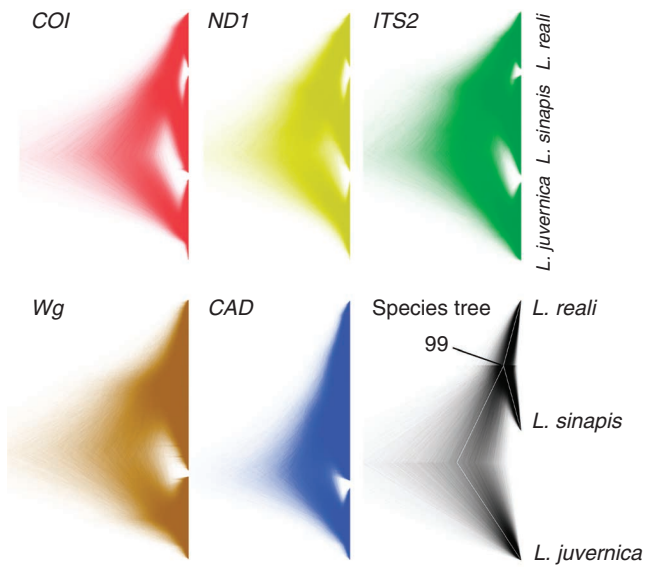 COI
ND1
ITS2
L. reali
L. sinapis
L. juvernica
Wg
CAD
Species tree
L. reali
99
L. sinapis
L. juvernica